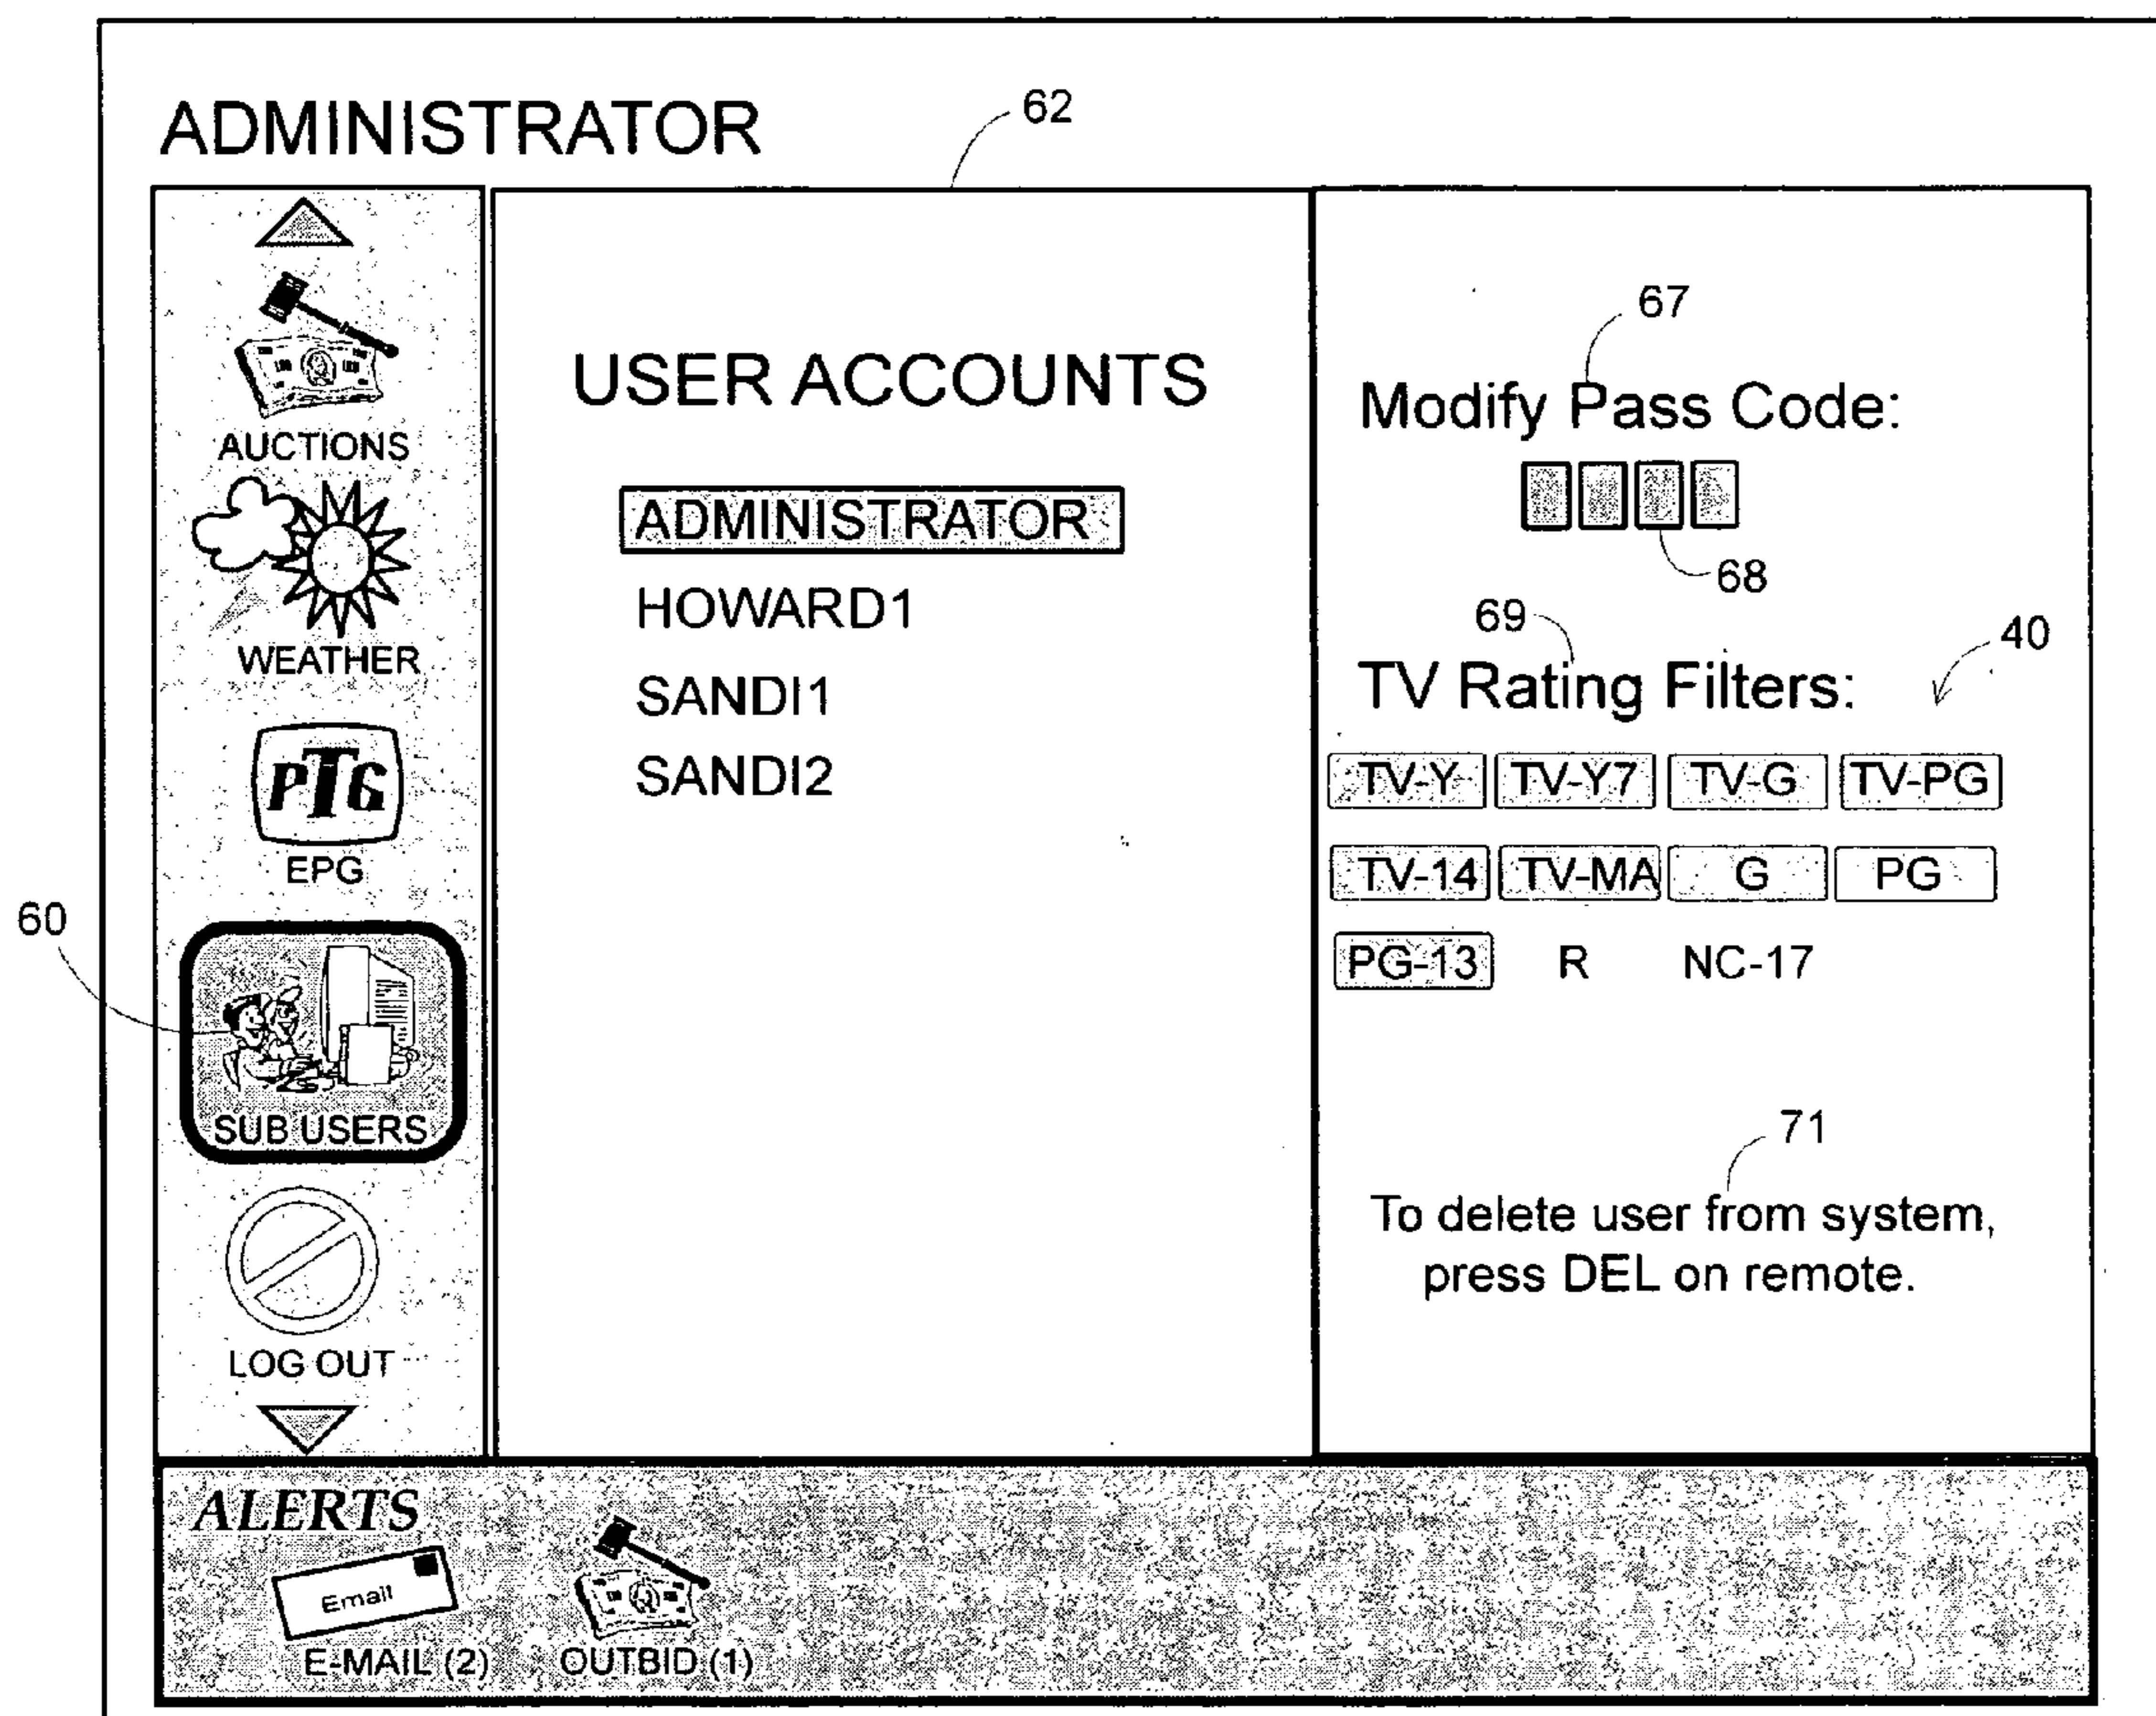 ADMINISTRATOR
62
AUCTIONS
WEATHER
PTG
EPG
60
SUB USERS
LOG OUT
USER ACCOUNTS
ADMINISTRATOR
HOWARD1
SANDI1
SANDI2
67
Modify Pass Code:
68
69
40
TV Rating Filters:
TV-Y TV-Y7 TV-G TV-PG
TV-14 TV-MA G PG
PG-13 R NC-17
71
To delete user from system,
press DEL on remote.
ALERTS
Email
E-MAIL (2) OUTBID (1)